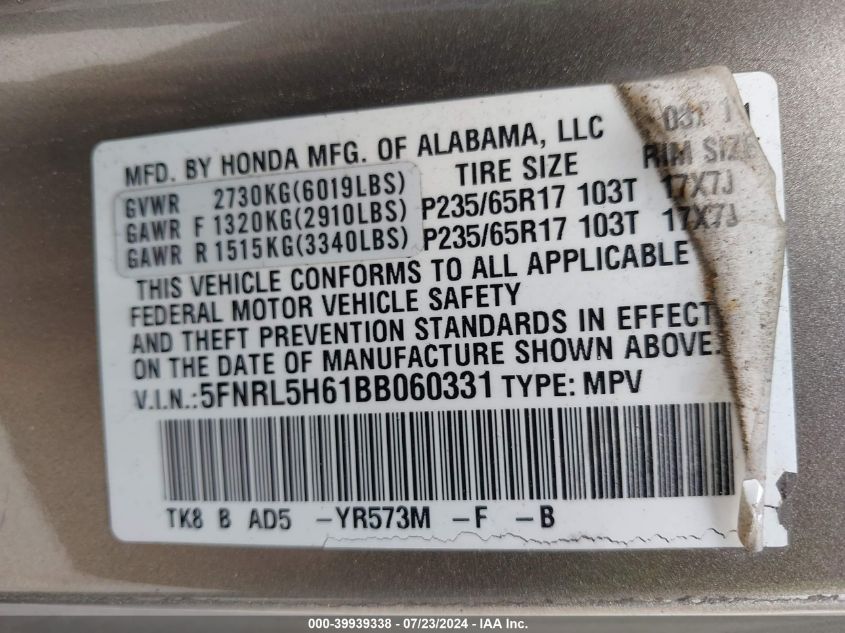 MFD. BY HONDA MFG. OF ALABAMA, LLC
TIRE SIZE RIM SIZE
GVWR 2730KG(6019LBS)
GAWR F 1320KG(2910LBS) P235/65R17 103T 17X7J
GAWR R 1515KG(3340LBS) P235/65R17 103T 17X7J
THIS VEHICLE CONFORMS TO ALL APPLICABLE
FEDERAL MOTOR VEHICLE SAFETY
AND THEFT PREVENTION STANDARDS IN EFFECT
ON THE DATE OF MANUFACTURE SHOWN ABOVE.
V.I.N.:5FNRL5H61BB060331 TYPE: MPV
TK8 B AD5 -YR573M -F -B
000-39939338 - 07/23/2024 - IAA Inc.